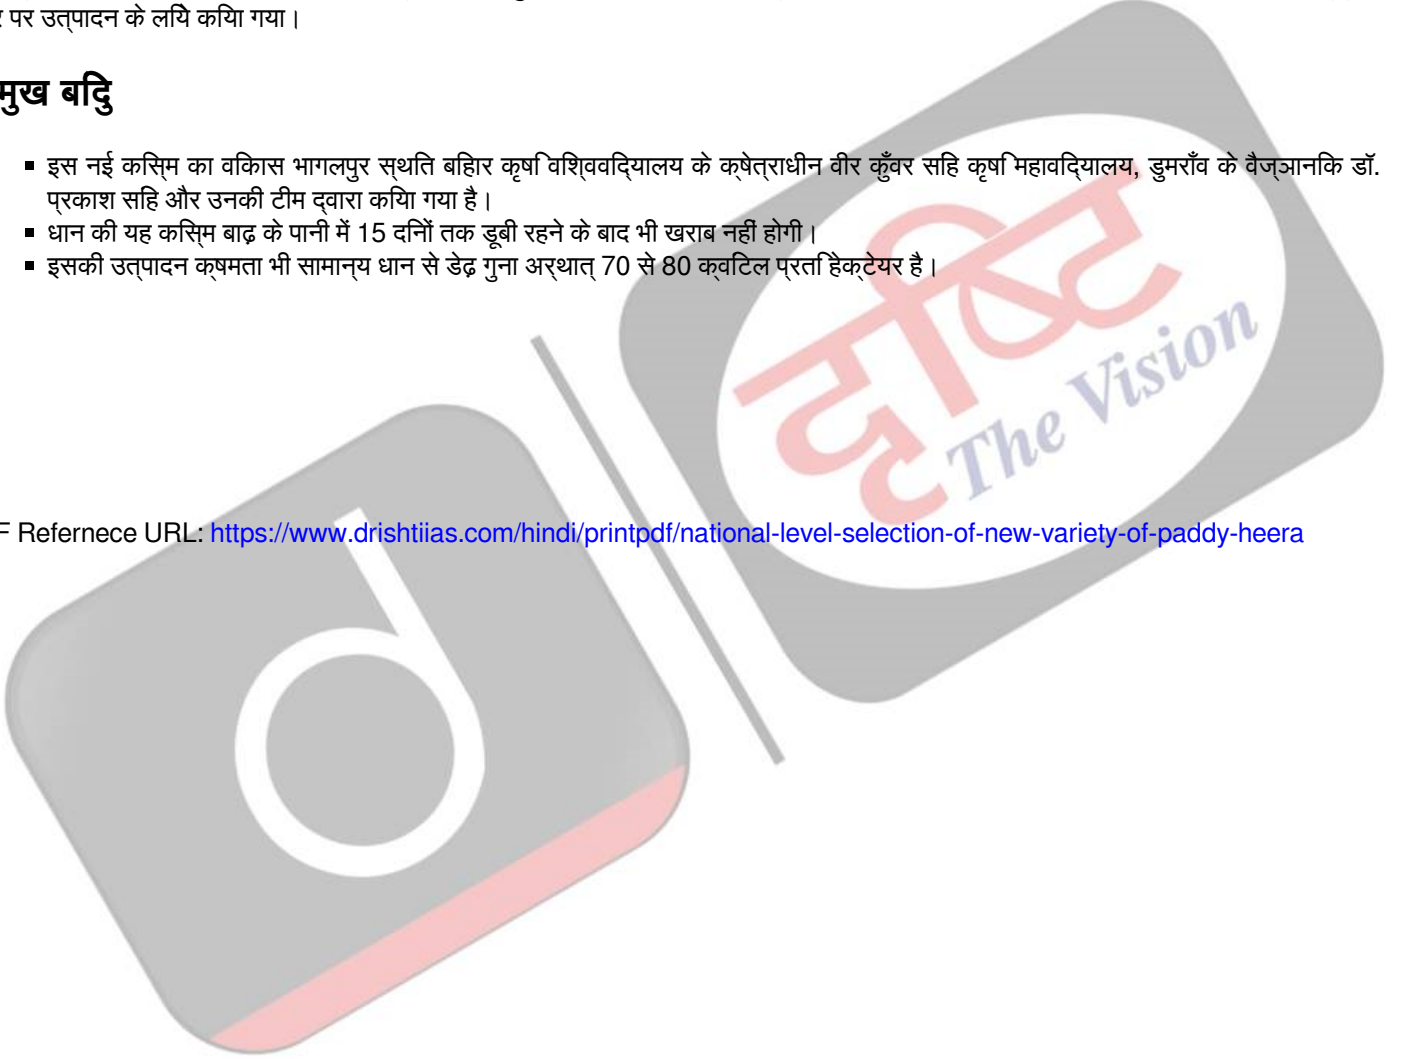 र पर उत्पादन के लिये किया गया।
मुख बिंदु
▪ इस नई किस्म का विकास भागलपुर स्थित बिहार कृषि विश्वविद्यालय के क्षेत्राधीन वीर कुँवर सिंह कृषि महाविद्यालय, डुमराँव के वैज्ञानिक डॉ.
प्रकाश सिंह और उनकी टीम द्वारा किया गया है।
▪ धान की यह किस्म बाढ़ के पानी में 15 दिनों तक डूबी रहने के बाद भी खराब नहीं होगी।
▪ इसकी उत्पादन क्षमता भी सामान्य धान से डेढ़ गुना अर्थात् 70 से 80 क्विंटल प्रति हेक्टेयर है।
दृष्टि
The Vision
F Refernece URL: https://www.drishtiias.com/hindi/printpdf/national-level-selection-of-new-variety-of-paddy-heera
d